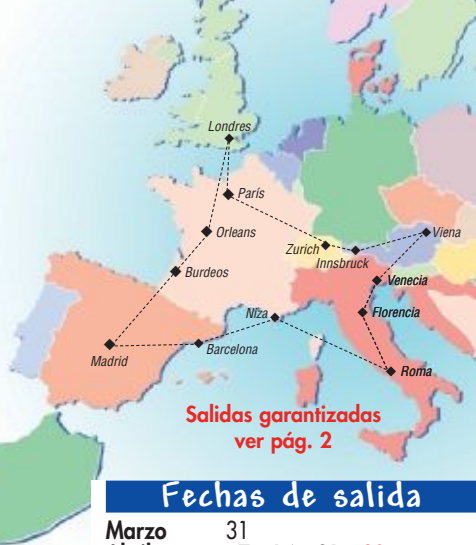 Londres
París
Orleans
Zurich
Innsbruck
Viena
Burdeos
Venecia
Niza
Florencia
Madrid
Barcelona
Roma
Salidas garantizadas
ver pág. 2
Fechas de salida
Marzo 31